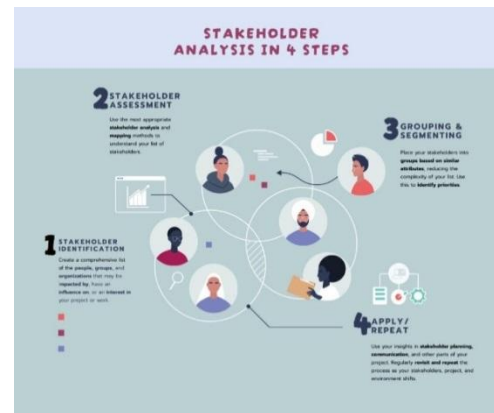 STAKEHOLDER
ANALYSIS IN 4 STEPS
1 STAKEHOLDER
IDENTIFICATION
Create a comprehensive list
of the people, groups, and
organizations that may be
impacted by, have an
influence on, or an interest in
your project or work
2 STAKEHOLDER
ASSESSMENT
Use the most appropriate
stakeholder analysis and
mapping methods to
understand your list of
stakeholders.
3 GROUPING &
SEGMENTING
Place your stakeholders into
groups based on similar
attributes, reducing the
complexity of your list. Use
this to identify priorities.
4 APPLY/
REPEAT
Use your insights in stakeholder planning,
communication, and other parts of your
project. Regularly revisit and repeat the
process as your stakeholders, project, and
environment shifts.